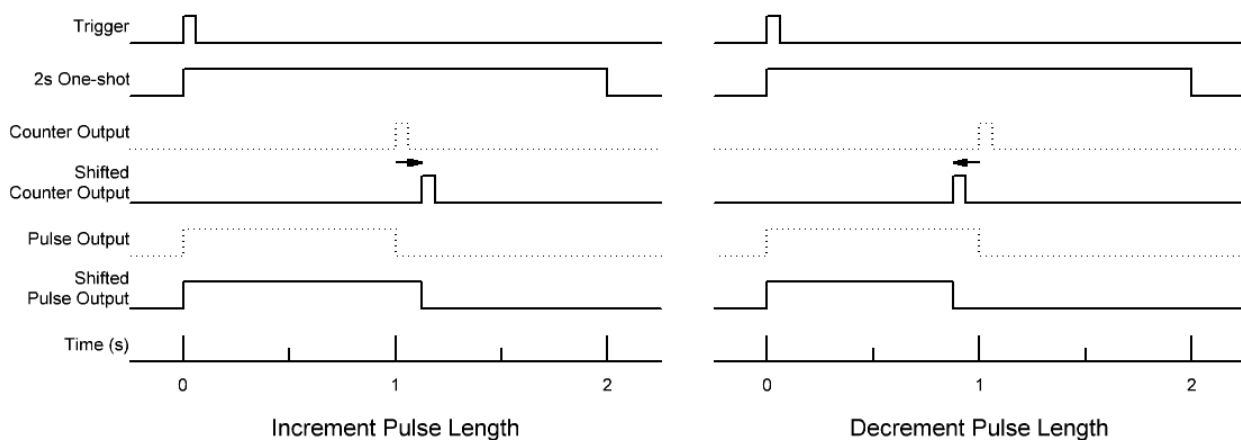 Trigger
2s One-shot
Counter Output
Shifted
Counter Output
Pulse Output
Shifted
Pulse Output
Time (s)
0 1 2
0 1 2
Increment Pulse Length
Decrement Pulse Length